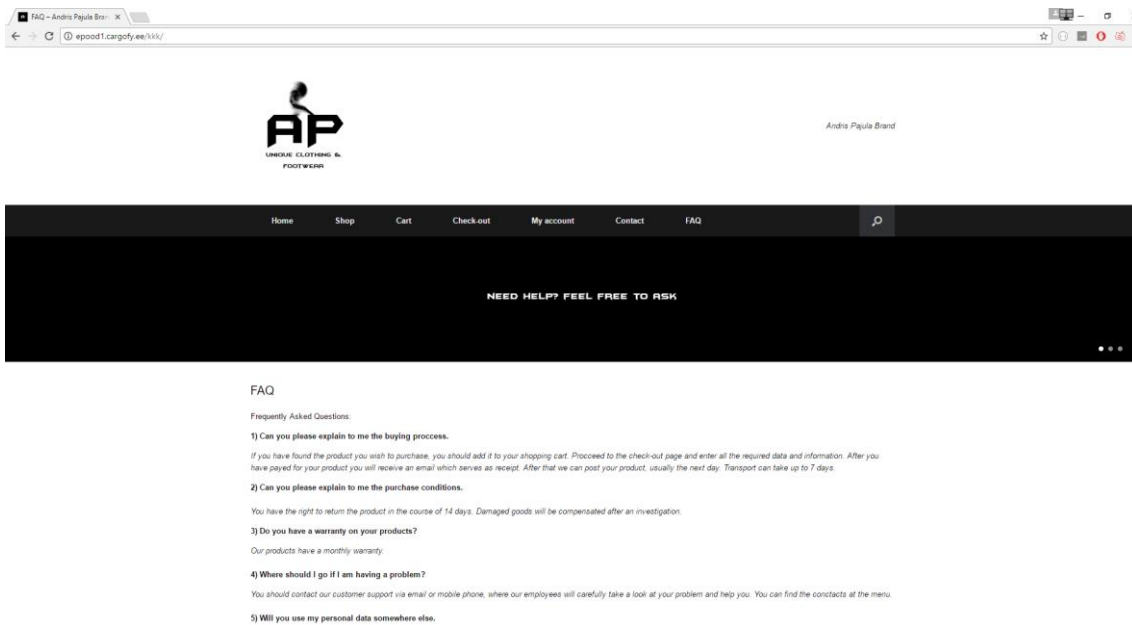 FAQ – Andris Pajula Bran
epood1.cargofy.ee/kkk/
AP
UNIQUE CLOTHING &
FOOTWEAR
Andris Pajula Brand
Home Shop Cart Check-out My account Contact FAQ
NEED HELP? FEEL FREE TO ASK
FAQ
Frequently Asked Questions:
1) Can you please explain to me the buying proccess.
If you have found the product you wish to purchase, you should add it to your shopping cart. Procceed to the check-out page and enter all the required data and information. After you
have payed for your product you will receive an email which serves as receipt. After that we can post your product, usually the next day. Transport can take up to 7 days.
2) Can you please explain to me the purchase conditions.
You have the right to return the product in the course of 14 days. Damaged goods will be compensated after an investigation.
3) Do you have a warranty on your products?
Our products have a monthly warranty.
4) Where should I go if I am having a problem?
You should contact our customer support via email or mobile phone, where our employees will carefully take a look at your problem and help you. You can find the constacts at the menu.
5) Will you use my personal data somewhere else.